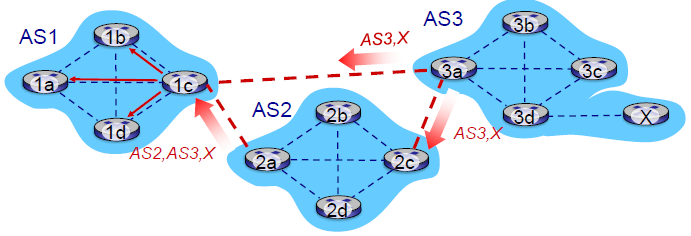 AS1
1b
1a
1c
1d
AS2,AS3,X
AS2
2b
2a
2c
2d
AS3,X
AS3
3b
3a
3c
3d
X
AS3,X